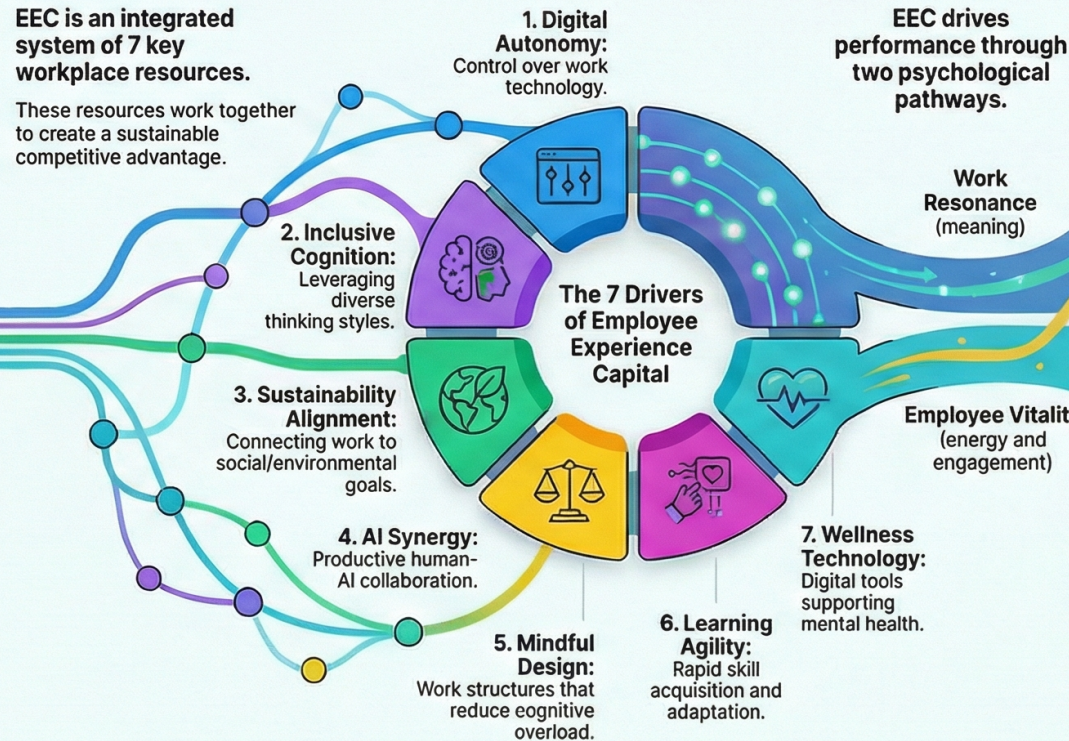 EEC is an integrated
system of 7 key
workplace resources.
These resources work together
to create a sustainable
competitive advantage.
1. Digital
Autonomy:
Control over work
technology.
EEC drives
performance through
two psychological
pathways.
Work
Resonance
(meaning)
2. Inclusive
Cognition:
Leveraging
diverse
thinking styles.
The 7 Drivers
of Employee
Experience
Capital
3. Sustainability
Alignment:
Connecting work to
social/environmental
goals.
Employee Vitalit
(energy and
engagement)
4. AI Synergy:
Productive human-
AI collaboration.
5. Mindful
Design:
Work structures that
reduce eognitive
overload.
6. Learning
Agility:
Rapid skill
acquisition and
adaptation.
7. Wellness
Technology:
Digital tools
supporting
mental health.